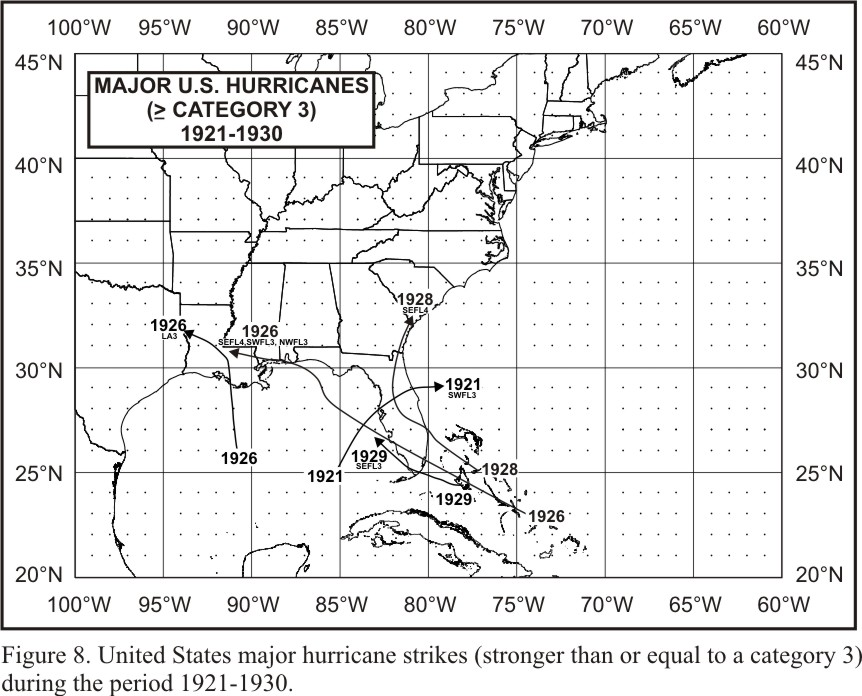 100°W 95°W 90°W 85°W 80°W 75°W 70°W 65°W 60°W
45°N 45°N
MAJOR U.S. HURRICANES
(≥ CATEGORY 3)
1921-1930
40°N 40°N
35°N 35°N
1928
SEFL4
1926
LA3
1926
SEFL4,SWFL3, NWFL3
30°N 30°N
1921
SWFL3
1926
1929
SEFL3
1921
1928
25°N 25°N
1929
1926
20°N 20°N
100°W 95°W 90°W 85°W 80°W 75°W 70°W 65°W 60°W
Figure 8. United States major hurricane strikes (stronger than or equal to a category 3)
during the period 1921-1930.